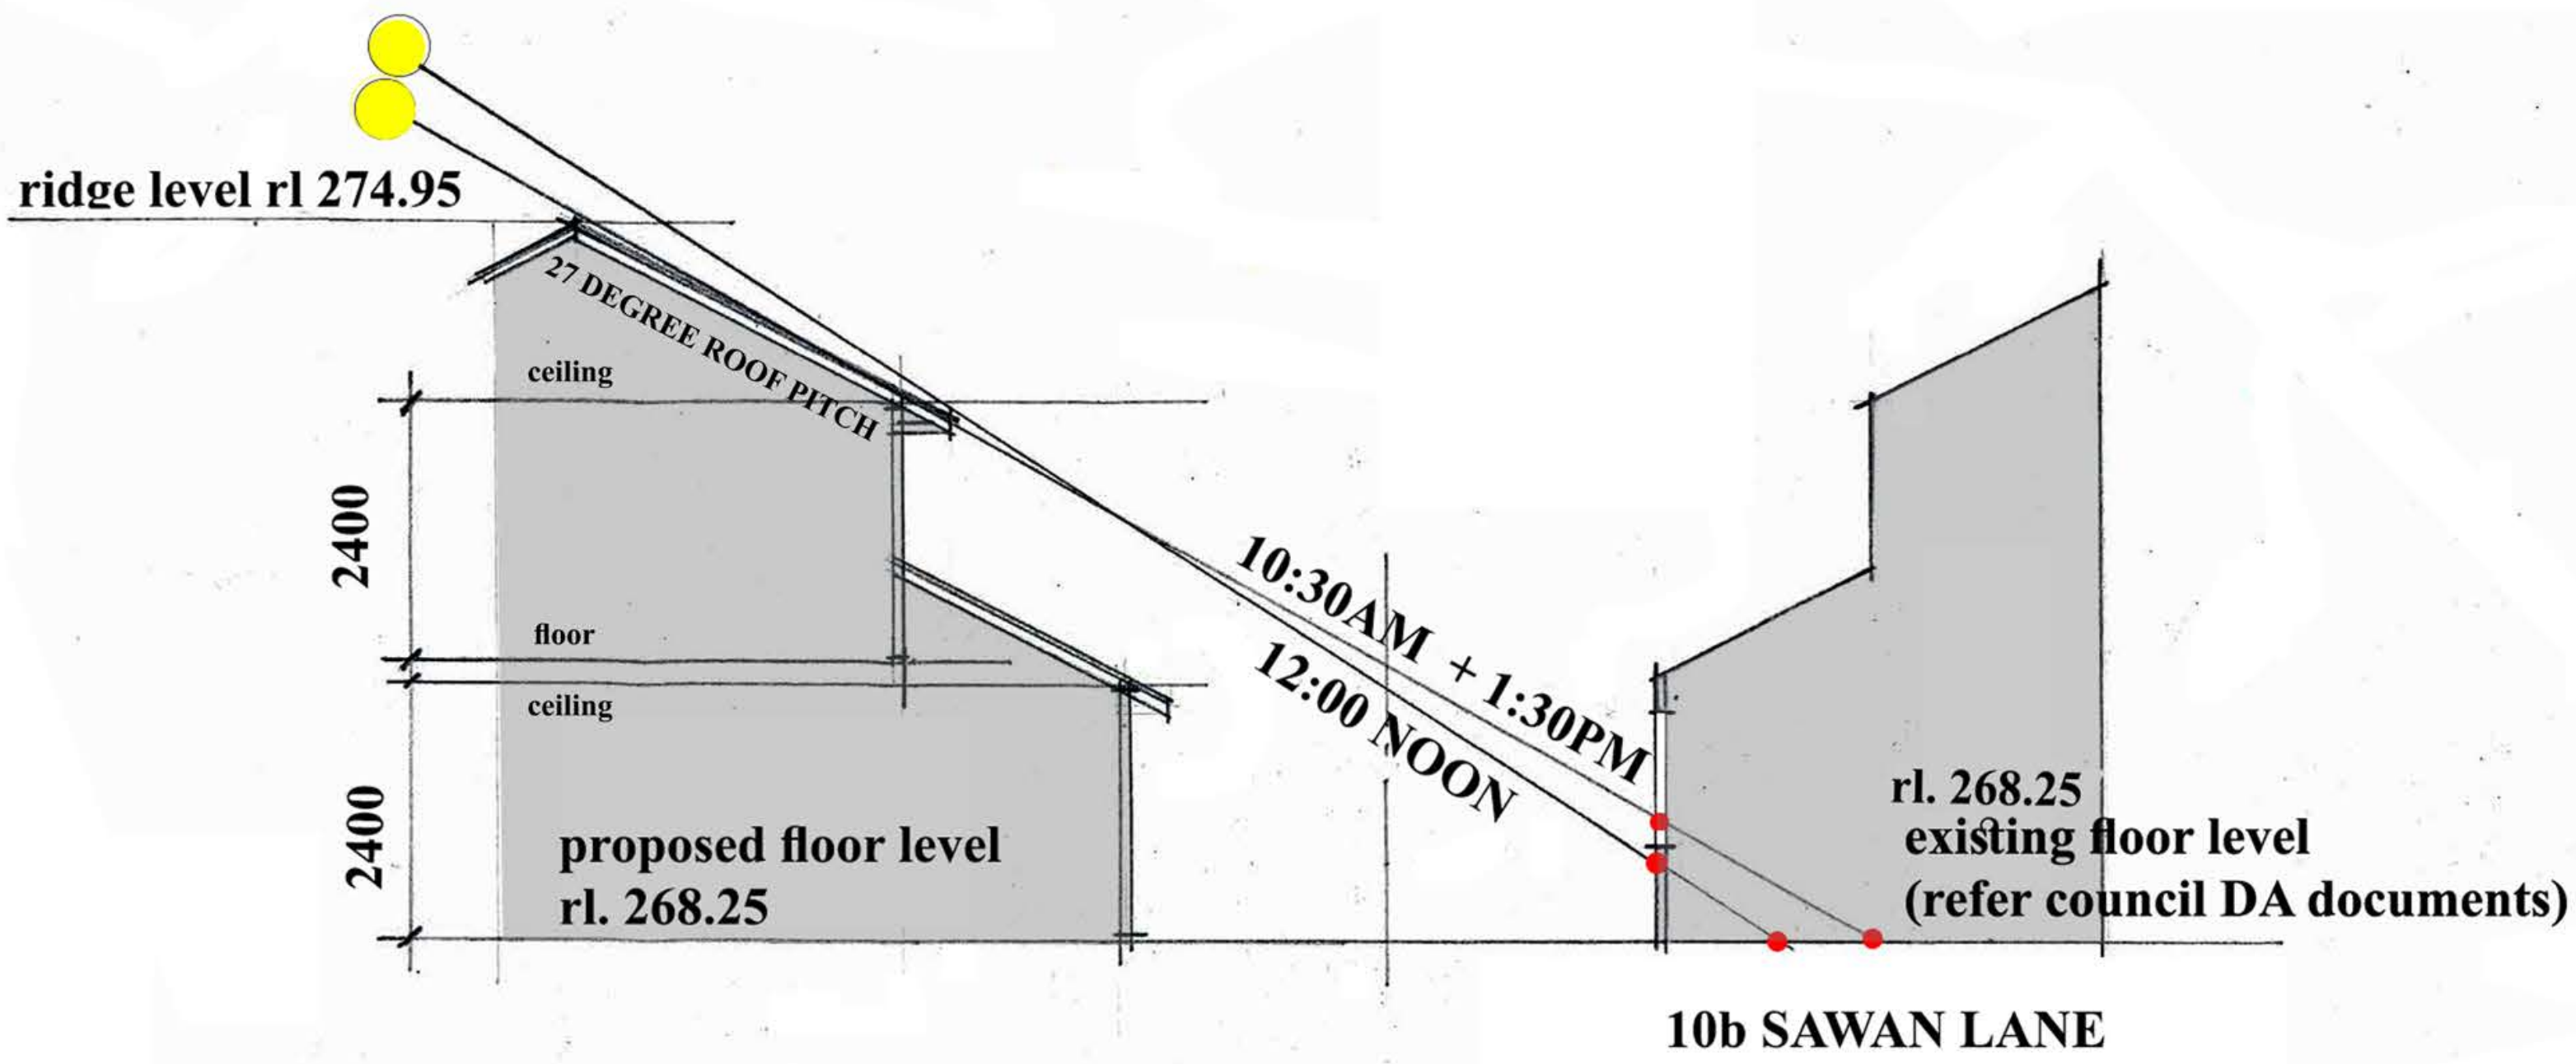 ridge level rl 274.95
27 DEGREE ROOF PITCH
ceiling
2400
floor
ceiling
10:30AM + 1:30PM
12:00 NOON
2400
proposed floor level
rl. 268.25
rl. 268.25
existing floor level
(refer council DA documents)
10b SAWAN LANE